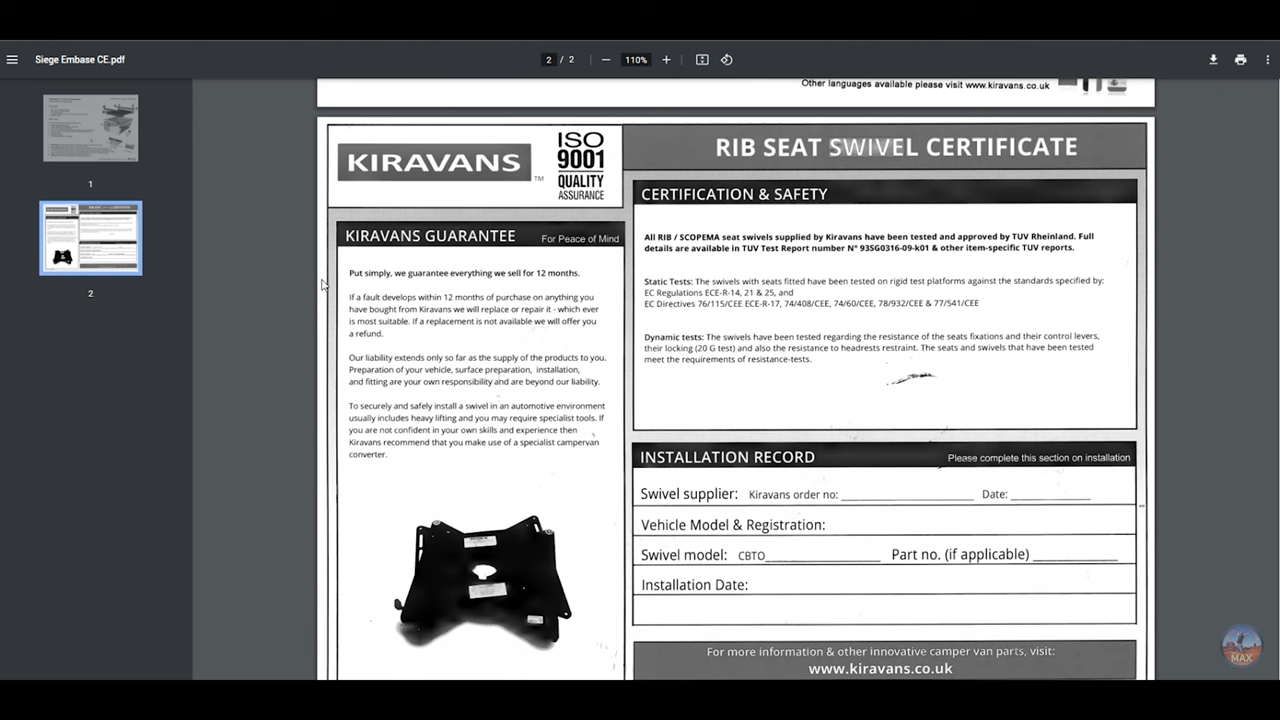 Siege Embase CE.pdf
2 / 2
110%
1
2
Other languages available please visit www.kiravans.co.uk
KIRAVANS
TM
ISO
9001
QUALITY
ASSURANCE
RIB SEAT SWIVEL CERTIFICATE
KIRAVANS GUARANTEE For Peace of Mind
Put simply, we guarantee everything we sell for 12 months.
If a fault develops within 12 months of purchase on anything you
have bought from Kiravans we will replace or repair it - which ever
is most suitable. If a replacement is not available we will offer you
a refund.
Our liability extends only so far as the supply of the products to you.
Preparation of your vehicle, surface preparation, installation,
and fitting are your own responsibility and are beyond our liability.
To securely and safely install a swivel in an automotive environment
usually includes heavy lifting and you may require specialist tools. If
you are not confident in your own skills and experience then
Kiravans recommend that you make use of a specialist campervan
converter.
CERTIFICATION & SAFETY
All RIB / SCOPEMA seat swivels supplied by Kiravans have been tested and approved by TUV Rheinland. Full
details are available in TUV Test Report number N° 93SG0316-09-k01 & other item-specific TUV reports.
Static Tests: The swivels with seats fitted have been tested on rigid test platforms against the standards specified by:
EC Regulations ECE-R-14, 21 & 25, and
EC Directives 76/115/CEE ECE-R-17, 74/408/CEE, 74/60/CEE, 78/932/CEE & 77/541/CEE
Dynamic tests: The swivels have been tested regarding the resistance of the seats fixations and their control levers,
their locking (20 G test) and also the resistance to headrests restraint. The seats and swivels that have been tested
meet the requirements of resistance-tests.
INSTALLATION RECORD Please complete this section on installation
Swivel supplier: Kiravans order no: Date:
Vehicle Model & Registration:
Swivel model: CBTO Part no. (if applicable)
Installation Date:
For more information & other innovative camper van parts, visit:
www.kiravans.co.uk
MAX